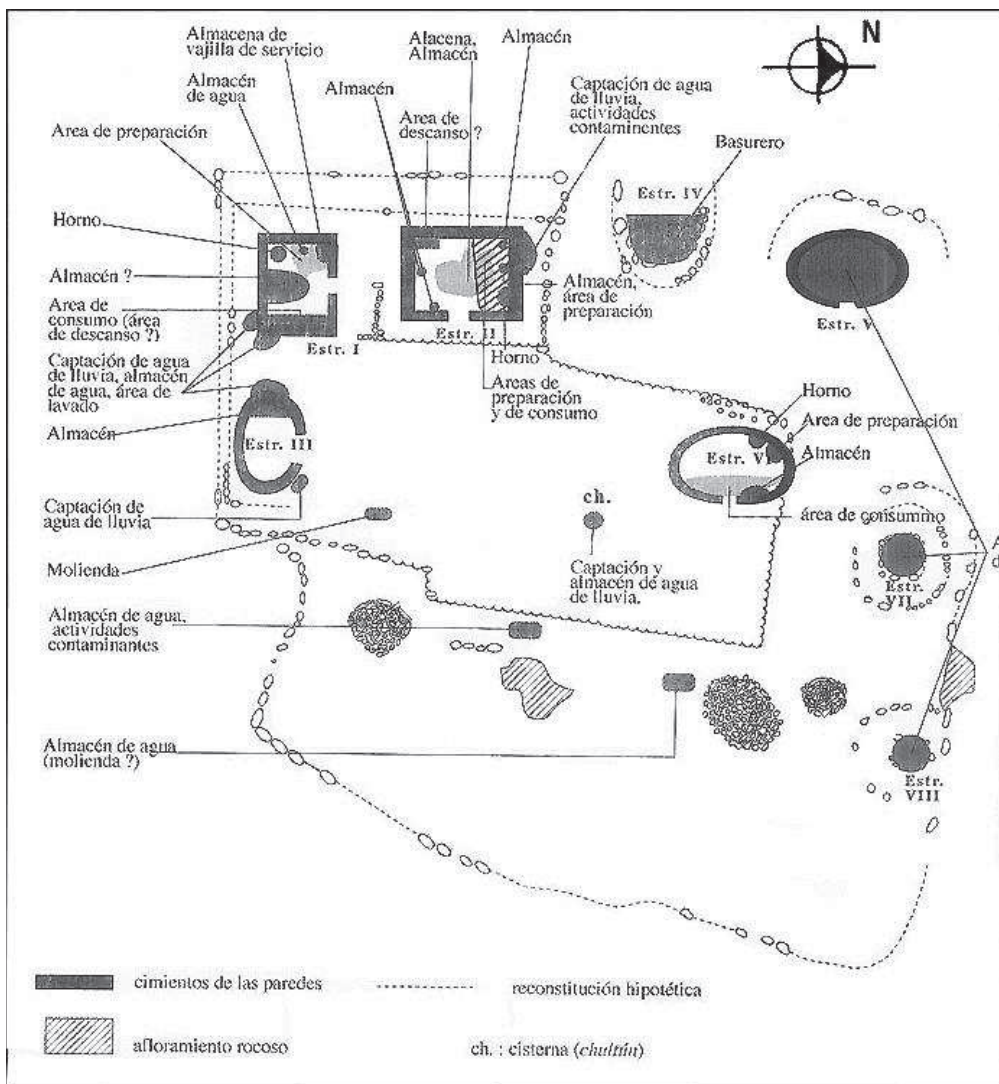 Almacena de
vajilla de servicio
Almacén
de agua
Area de preparación
Horno
Almacén ?
Area de
consumo (área
de descanso ?)
Captación de agua
de lluvia, almacén
de agua, área de
lavado
Almacén
Captación de
agua de lluvia
Molienda
Almacén de agua,
actividades
contaminantes
Almacén de agua
(molienda ?)
Almacén
Alacena,
Almacén
Area de
descanso ?
Almacén
Captación de agua
de lluvia,
actividades
contaminentes
N
Basurero
Estr. IV
Estr. V
Almacén,
área de
preparación
Estr. I
Estr. II
Horno
Areas de
preparación
y de consumo
Estr. III
Horno
Area de preparación
Estr. VI
Almacén
área de consummo
ch.
Captación y
almacén de agua
de lluvia.
Estr.
VII
A
d
Estr.
VIII
cimientos de las paredes
reconstitución hipotética
afloramiento rocoso
ch. : cisterna (chultún)